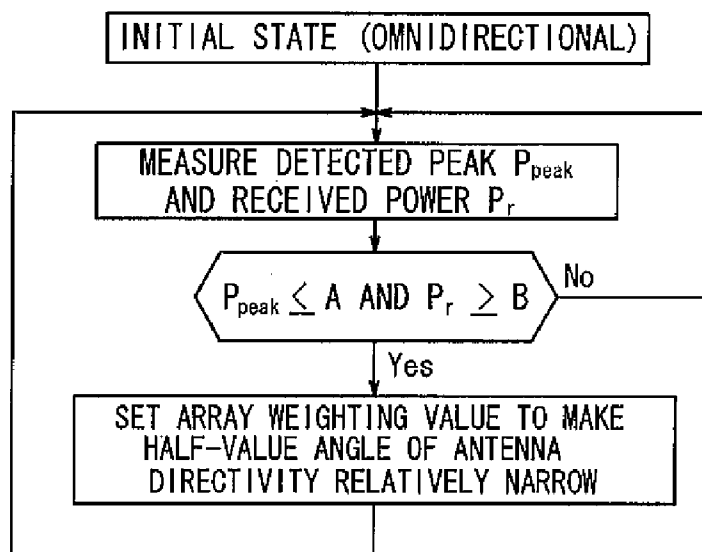 INITIAL STATE (OMNIDIRECTIONAL)
MEASURE DETECTED PEAK Ppeak
AND RECEIVED POWER Pr
Ppeak ≤ A AND Pr ≥ B
No
Yes
SET ARRAY WEIGHTING VALUE TO MAKE
HALF-VALUE ANGLE OF ANTENNA
DIRECTIVITY RELATIVELY NARROW